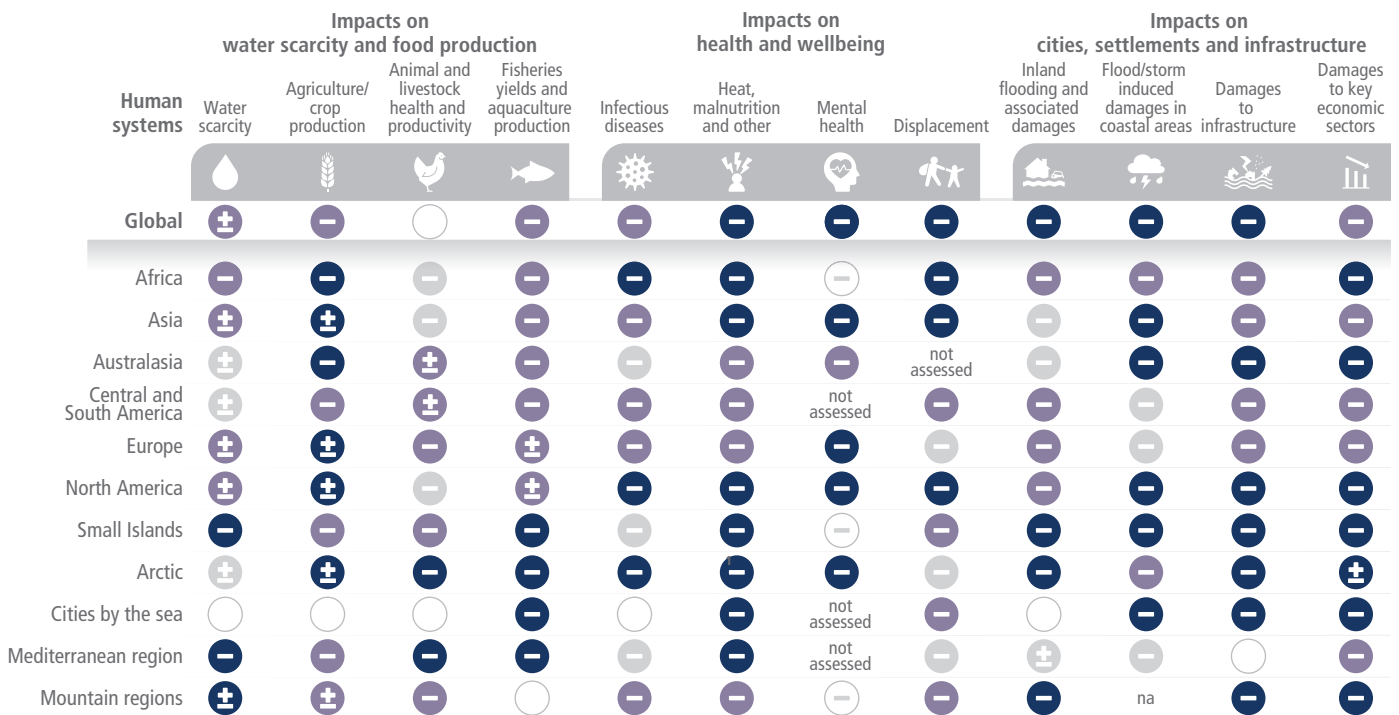 Impacts on
water scarcity and food production
Impacts on
health and wellbeing
Impacts on
cities, settlements and infrastructure
Human
systems
Water
scarcity
Agriculture/
crop
production
Animal and
livestock
health and
productivity
Fisheries
yields and
aquaculture
production
Infectious
diseases
Heat,
malnutrition
and other
Mental
health
Displacement
Inland
flooding and
associated
damages
Flood/storm
induced
damages in
coastal areas
Damages
to
infrastructure
Damages
to key
economic
sectors
Global
± − − − − − − − − − −
Africa
− − − − − − − − − − − −
Asia
± ± − − − − − − − − − −
Australasia
± − ± − − − − not
assessed
− − − −
Central and
South America
± − ± − − − not
assessed
− − − − −
Europe
± ± − ± − − − − − − − −
North America
± ± − ± − − − − − − − −
Small Islands
− − − − − − − − − − − −
Arctic
± ± − − − − − − − − − ±
Cities by the sea
− − not
assessed
− − − −
Mediterranean region
− − − − − − not
assessed
− ± − −
Mountain regions
± ± − − − − − − na − −